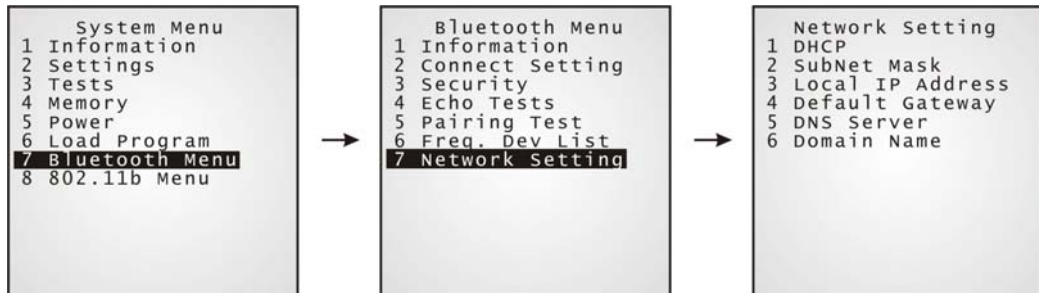 System Menu
1 Information
2 Settings
3 Tests
4 Memory
5 Power
6 Load Program
7 Bluetooth Menu
8 802.11b Menu
Bluetooth Menu
1 Information
2 Connect Setting
3 Security
4 Echo Tests
5 Pairing Test
6 Freq. Dev List
7 Network Setting
Network Setting
1 DHCP
2 SubNet Mask
3 Local IP Address
4 Default Gateway
5 DNS Server
6 Domain Name